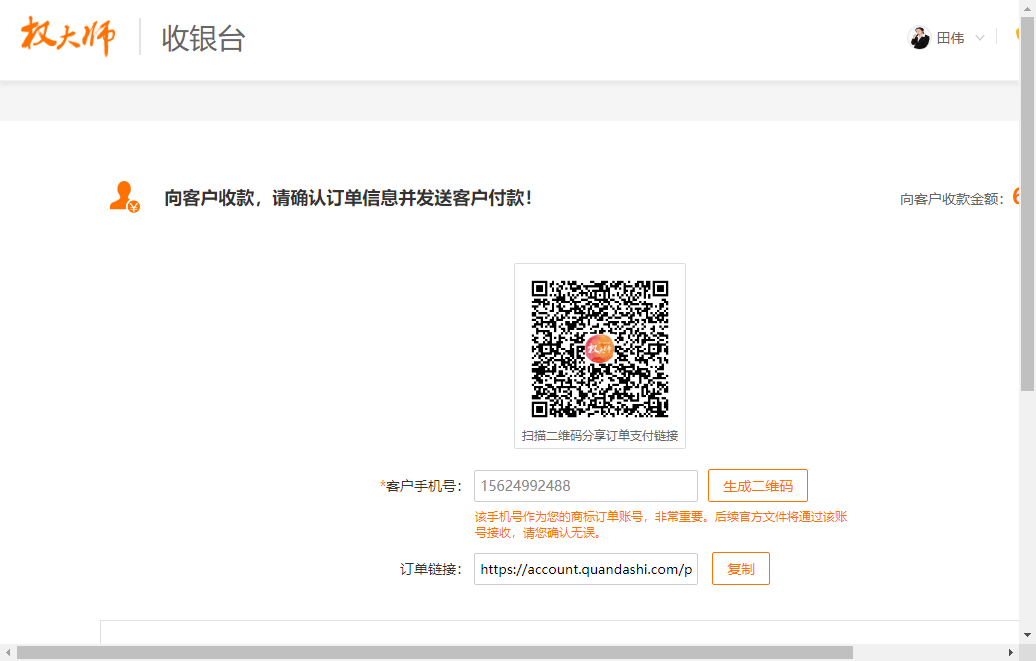 权大师 收银台 田伟
向客户收款，请确认订单信息并发送客户付款！ 向客户收款金额：
权大师
扫描二维码分享订单支付链接
*客户手机号： 15624992488 生成二维码
该手机号作为您的商标订单账号，非常重要。后续官方文件将通过该账
号接收，请您确认无误。
订单链接： https://account.quandashi.com/p 复制